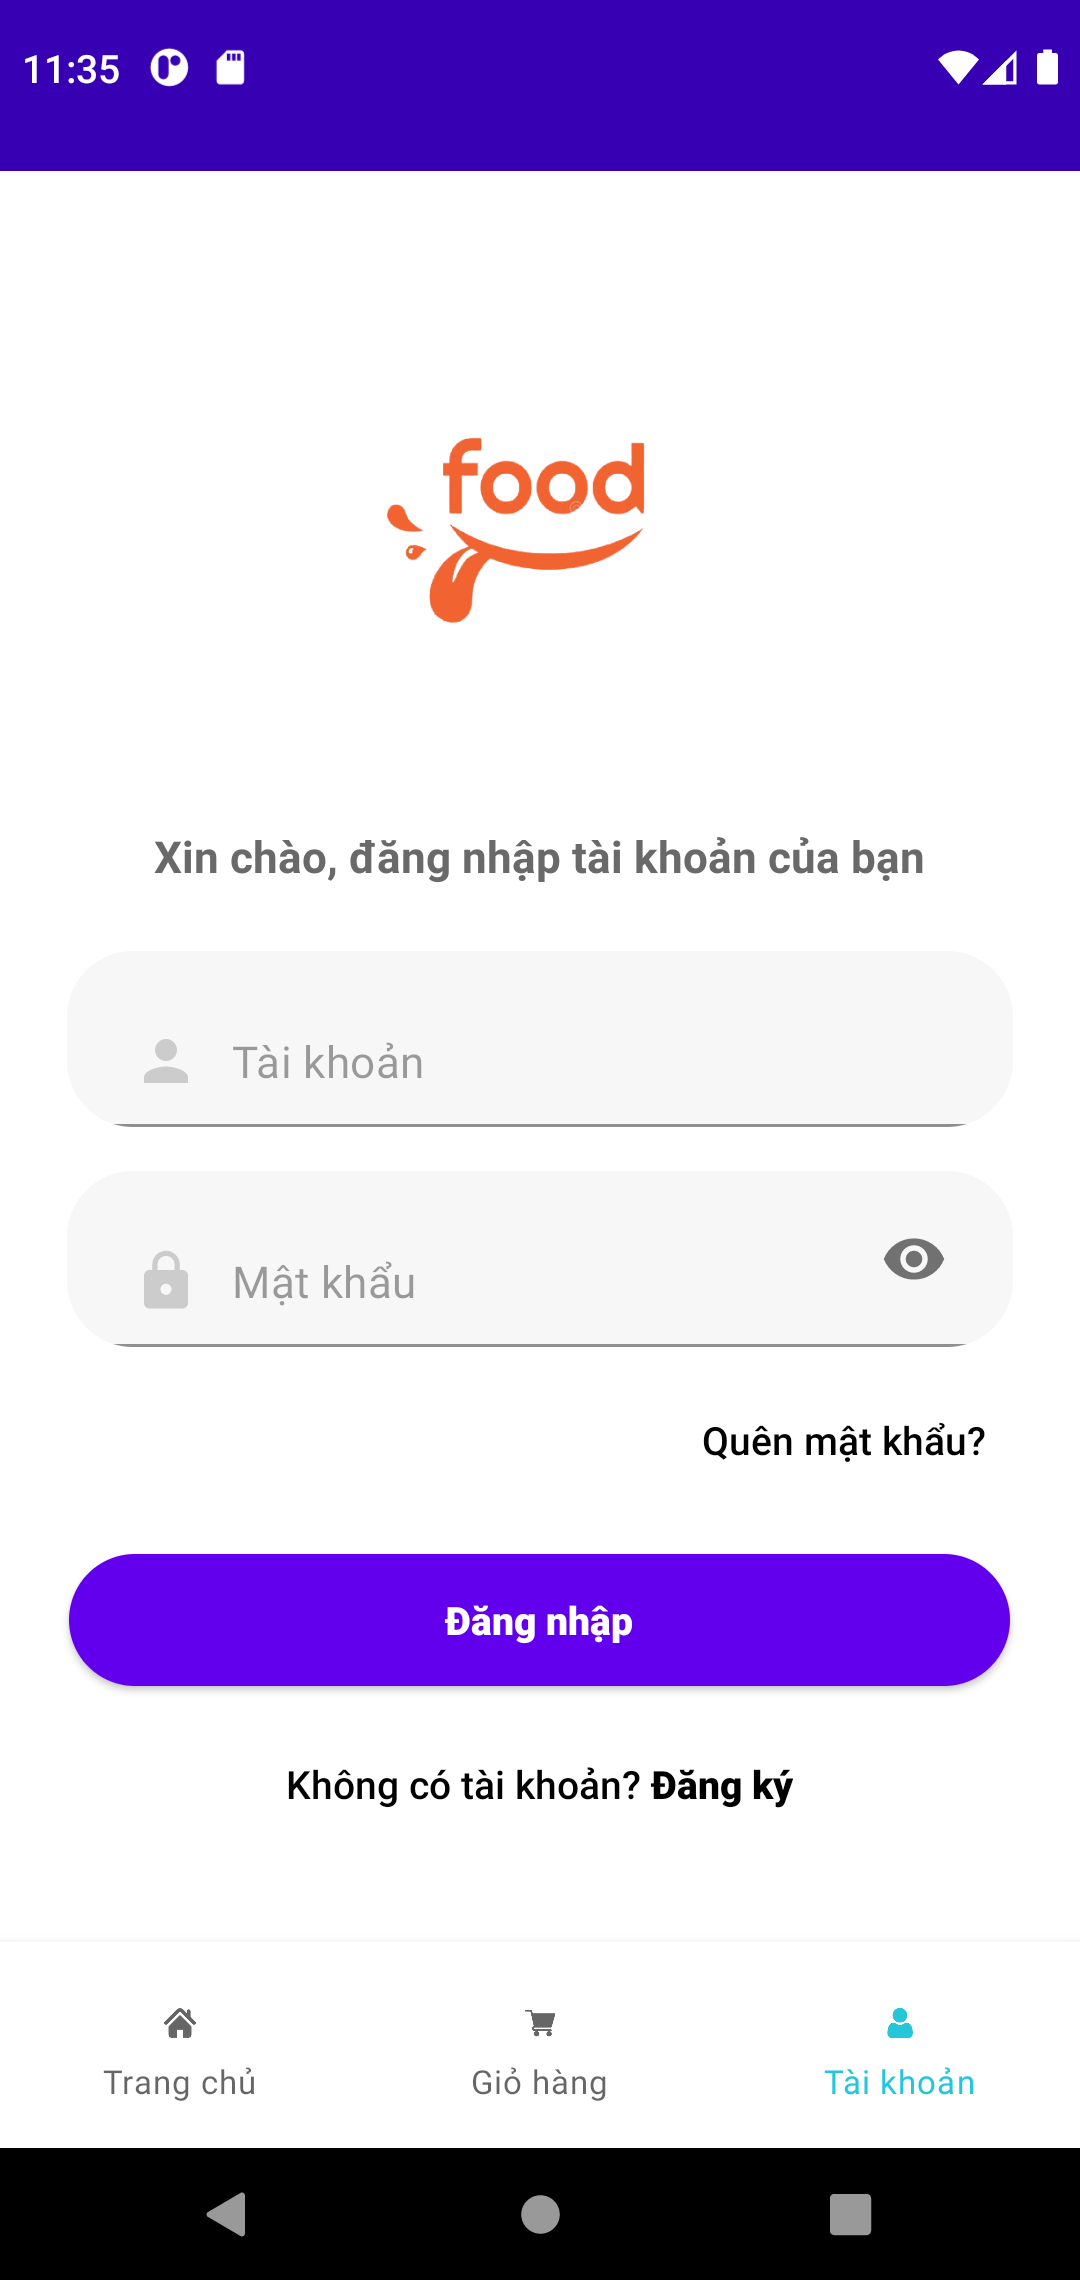 11:35
food
Xin chào, đăng nhập tài khoản của bạn
Tài khoản
Mật khẩu
Quên mật khẩu?
Đăng nhập
Không có tài khoản? Đăng ký
Trang chủ
Giỏ hàng
Tài khoản